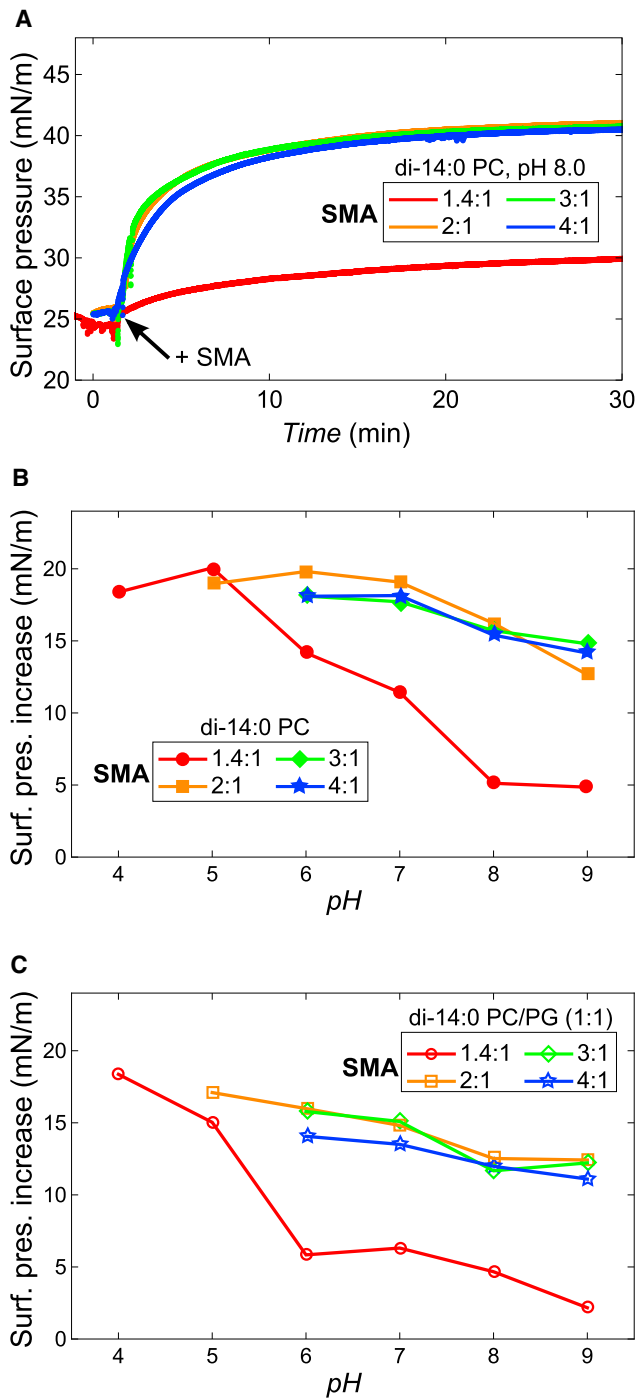 A
Surface pressure (mN/m)
45
40
35
30
25
20
di-14:0 PC, pH 8.0
SMA
1.4:1 3:1
2:1 4:1
+ SMA
0 10 20 30
Time (min)
B
Surf. pres. increase (mN/m)
20
15
10
5
0
di-14:0 PC
SMA
1.4:1 3:1
2:1 4:1
4 5 6 7 8 9
pH
C
Surf. pres. increase (mN/m)
20
15
10
5
0
di-14:0 PC/PG (1:1)
SMA
1.4:1 3:1
2:1 4:1
4 5 6 7 8 9
pH